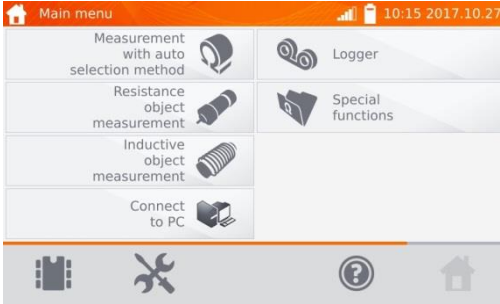 Main menu
10:15 2017.10.27
Measurement
with auto
selection method
Logger
Resistance
object
measurement
Special
functions
Inductive
object
measurement
Connect
to PC